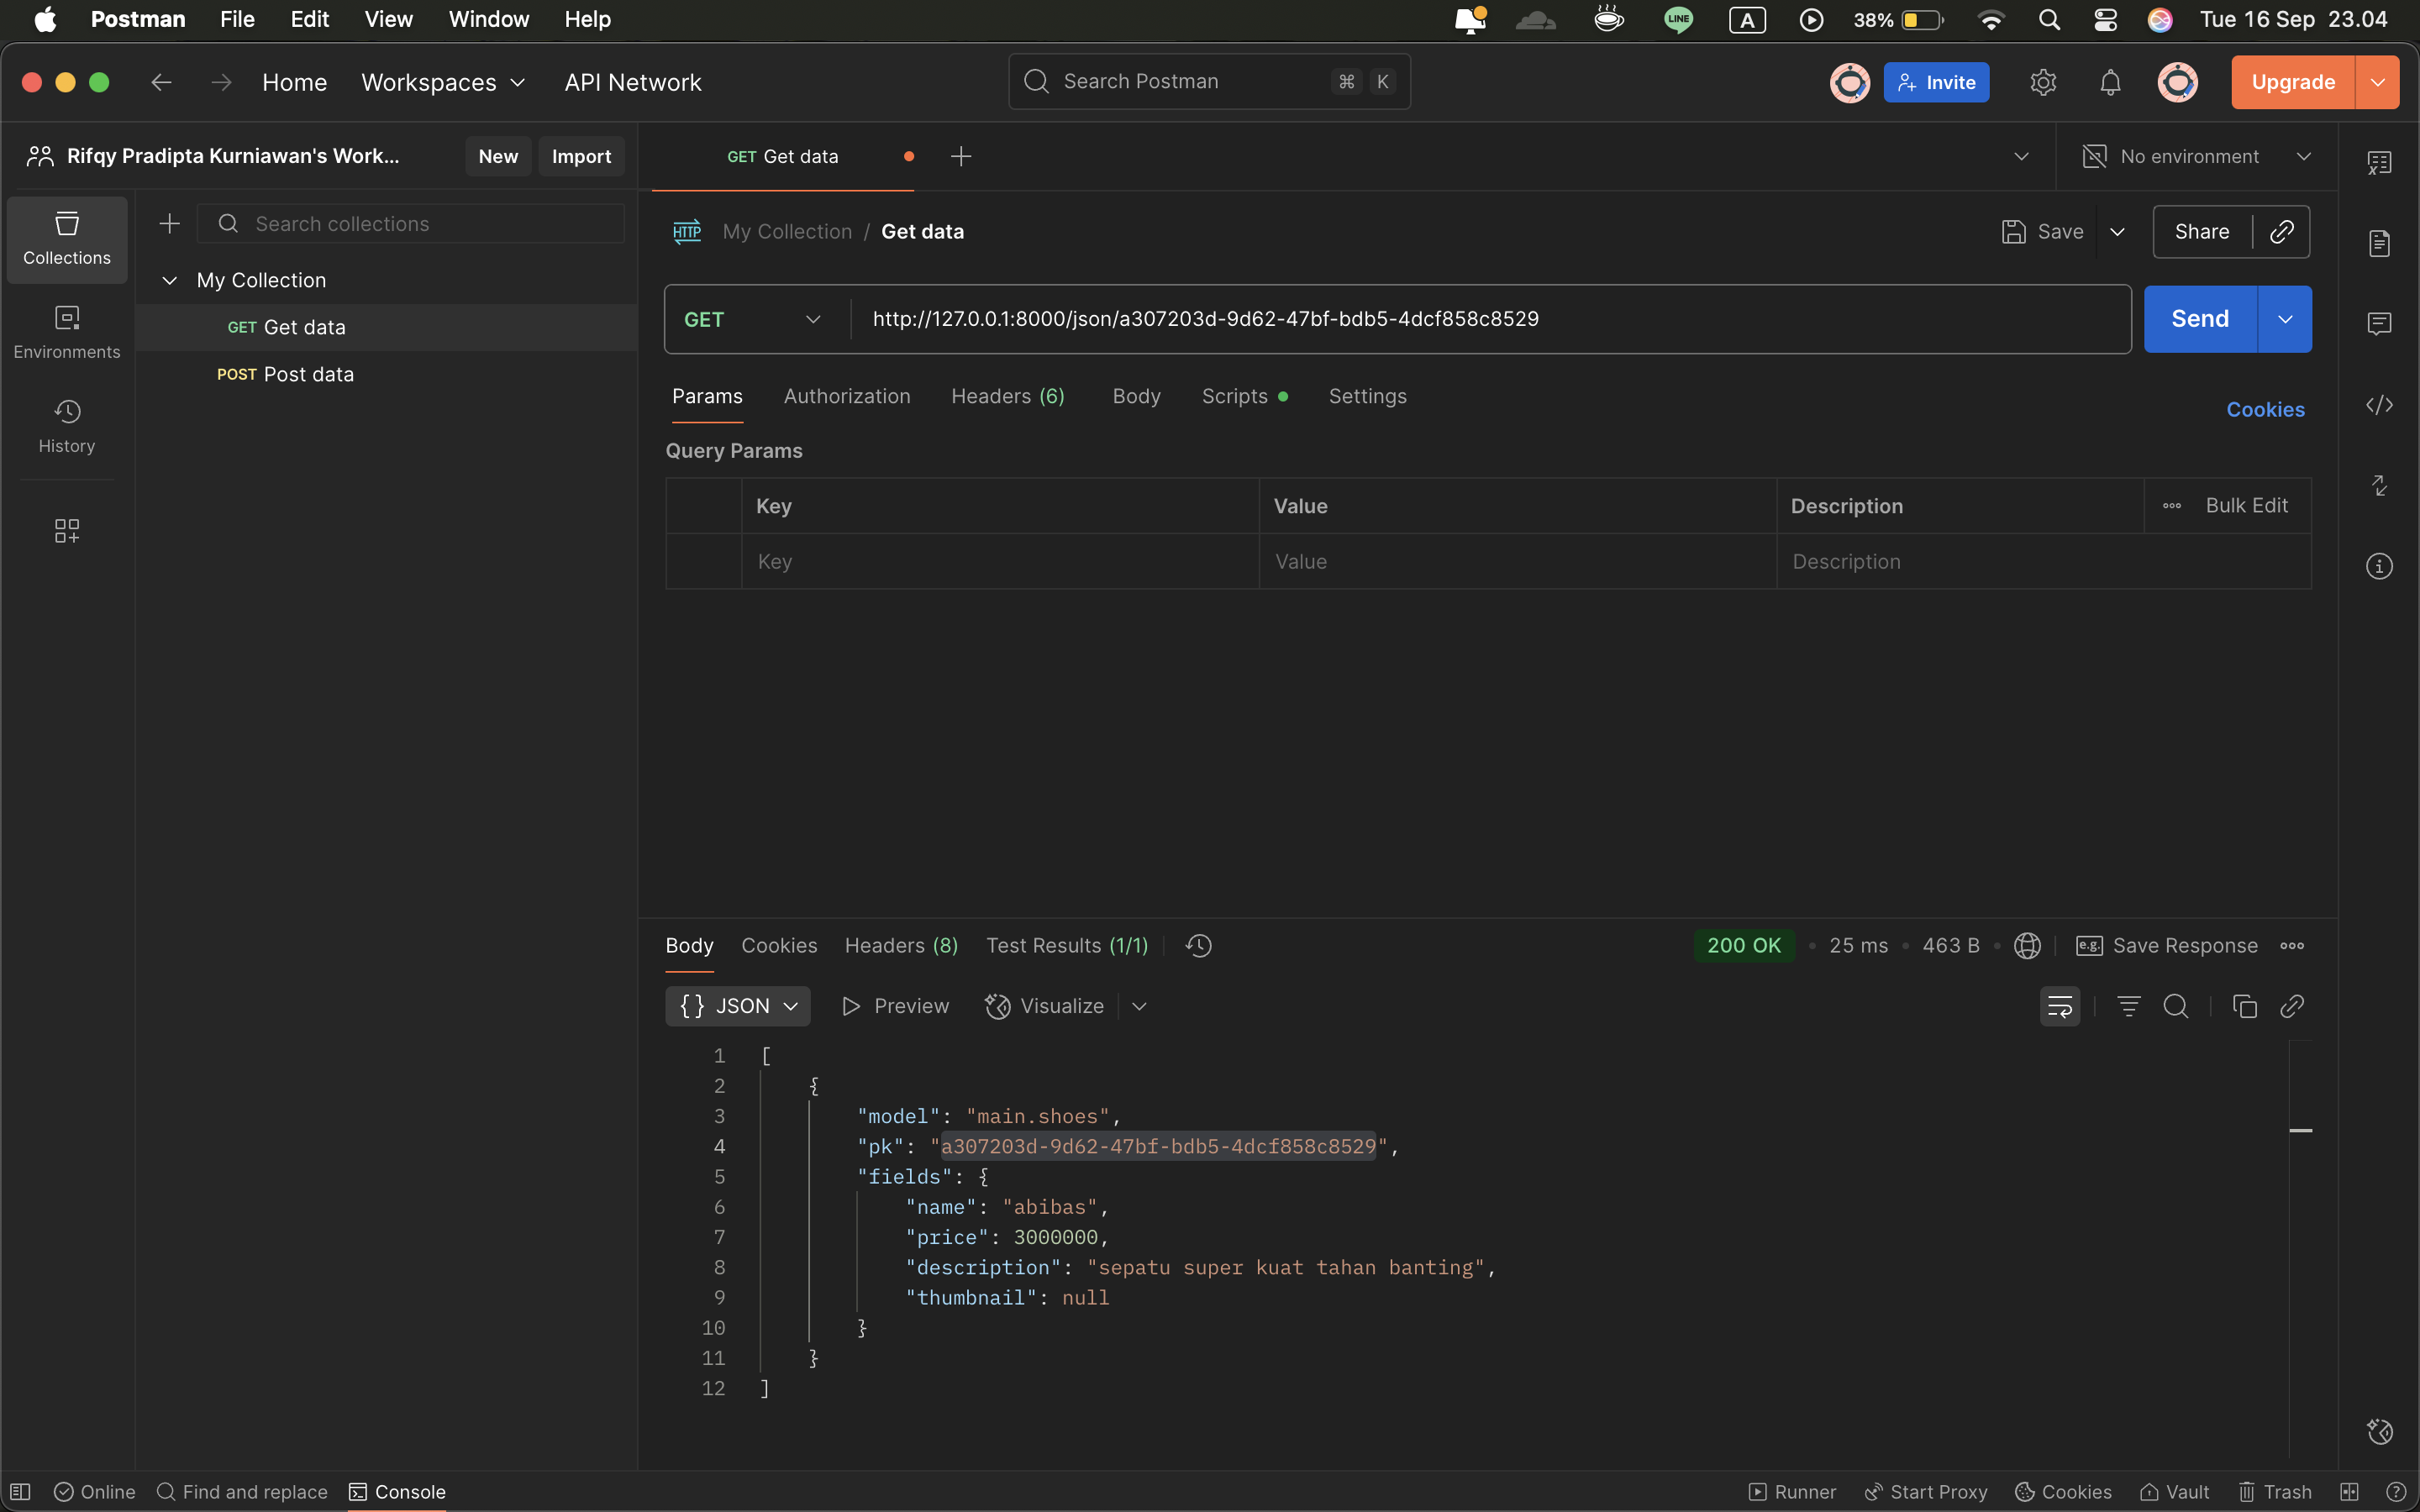 Postman File Edit View Window Help LINE A 38% Tue 16 Sep 23.04
Home Workspaces API Network Search Postman ⌘ K Invite Upgrade
Rifqy Pradipta Kurniawan's Work... New Import GET Get data No environment
Collections
Environments
History
Search collections
My Collection
GET Get data
POST Post data
HTTP My Collection / Get data Save Share
GET http://127.0.0.1:8000/json/a307203d-9d62-47bf-bdb5-4dcf858c8529 Send
Params Authorization Headers (6) Body Scripts Settings Cookies
Query Params
Key Value Description Bulk Edit
Key Value Description
Body Cookies Headers (8) Test Results (1/1) 200 OK • 25 ms • 463 B • e.g. Save Response
{} JSON Preview Visualize
1 [
2 {
3 "model": "main.shoes",
4 "pk": "a307203d-9d62-47bf-bdb5-4dcf858c8529",
5 "fields": {
6 "name": "abibas",
7 "price": 3000000,
8 "description": "sepatu super kuat tahan banting",
9 "thumbnail": null
10 }
11 }
12 ]
Online Find and replace Console Runner Start Proxy Cookies Vault Trash